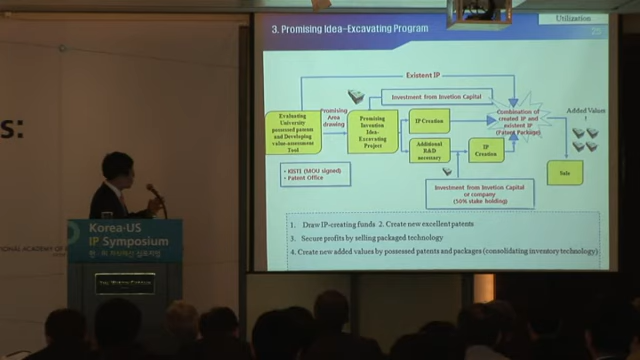 3. Promising Idea-Excavating Program
Utilization
25
Existent IP
Investment from Invetion Capital
Promising
Area
drawing
Evaluating
University
possessed patents
and Developing
value-assessment
Tool
Promising
Invention
Idea-
Excavating
Project
IP Creation
Additional
R&D
necessary
IP
Creation
Combination of
created IP and
existent IP
(Patent Package)
Added Values
↑
Sale
• KISTI (MOU signed)
• Patent Office
Investment from Invetion Capital
or company
(50% stake holding)
1. Draw IP-creating funds 2. Create new excellent patents
3. Secure profits by selling packaged technology
4. Create new added values by possessed patents and packages (consolidating inventory technology)
s:
Korea-US
IP Symposium